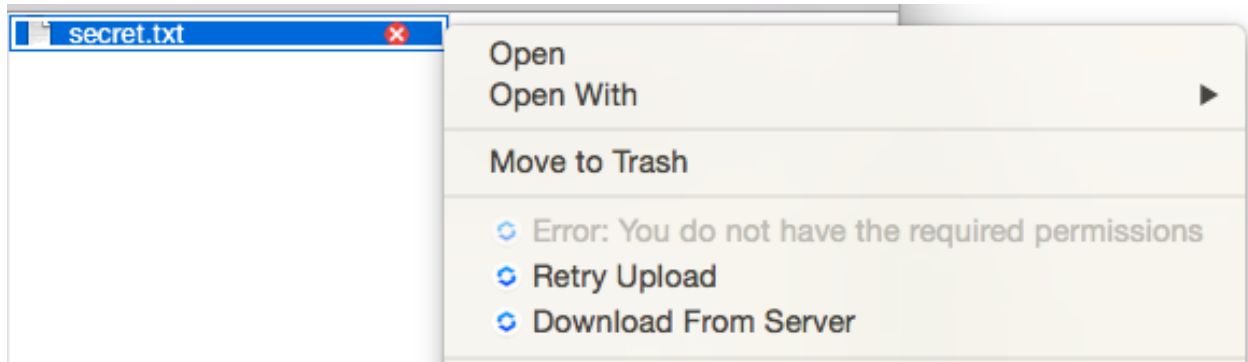 secret.txt
Open
Open With
Move to Trash
Error: You do not have the required permissions
Retry Upload
Download From Server